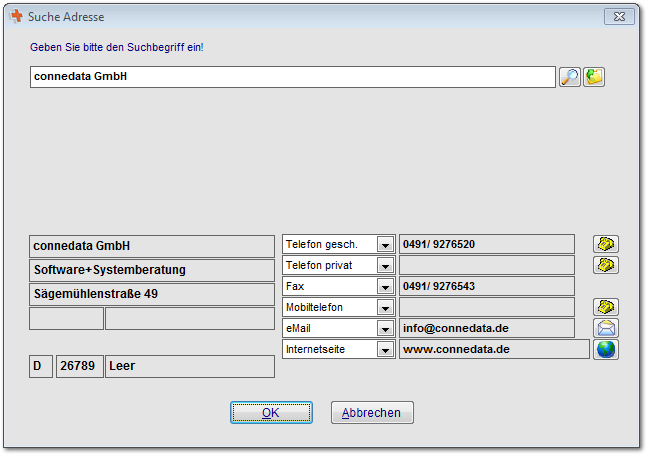 Suche Adresse
Geben Sie bitte den Suchbegriff ein!
connedata GmbH
connedata GmbH
Software+Systemberatung
Sägemühlenstraße 49
D 26789 Leer
Telefon gesch. 0491/ 9276520
Telefon privat
Fax 0491/ 9276543
Mobiltelefon
eMail info@connedata.de
Internetseite www.connedata.de
OK Abbrechen